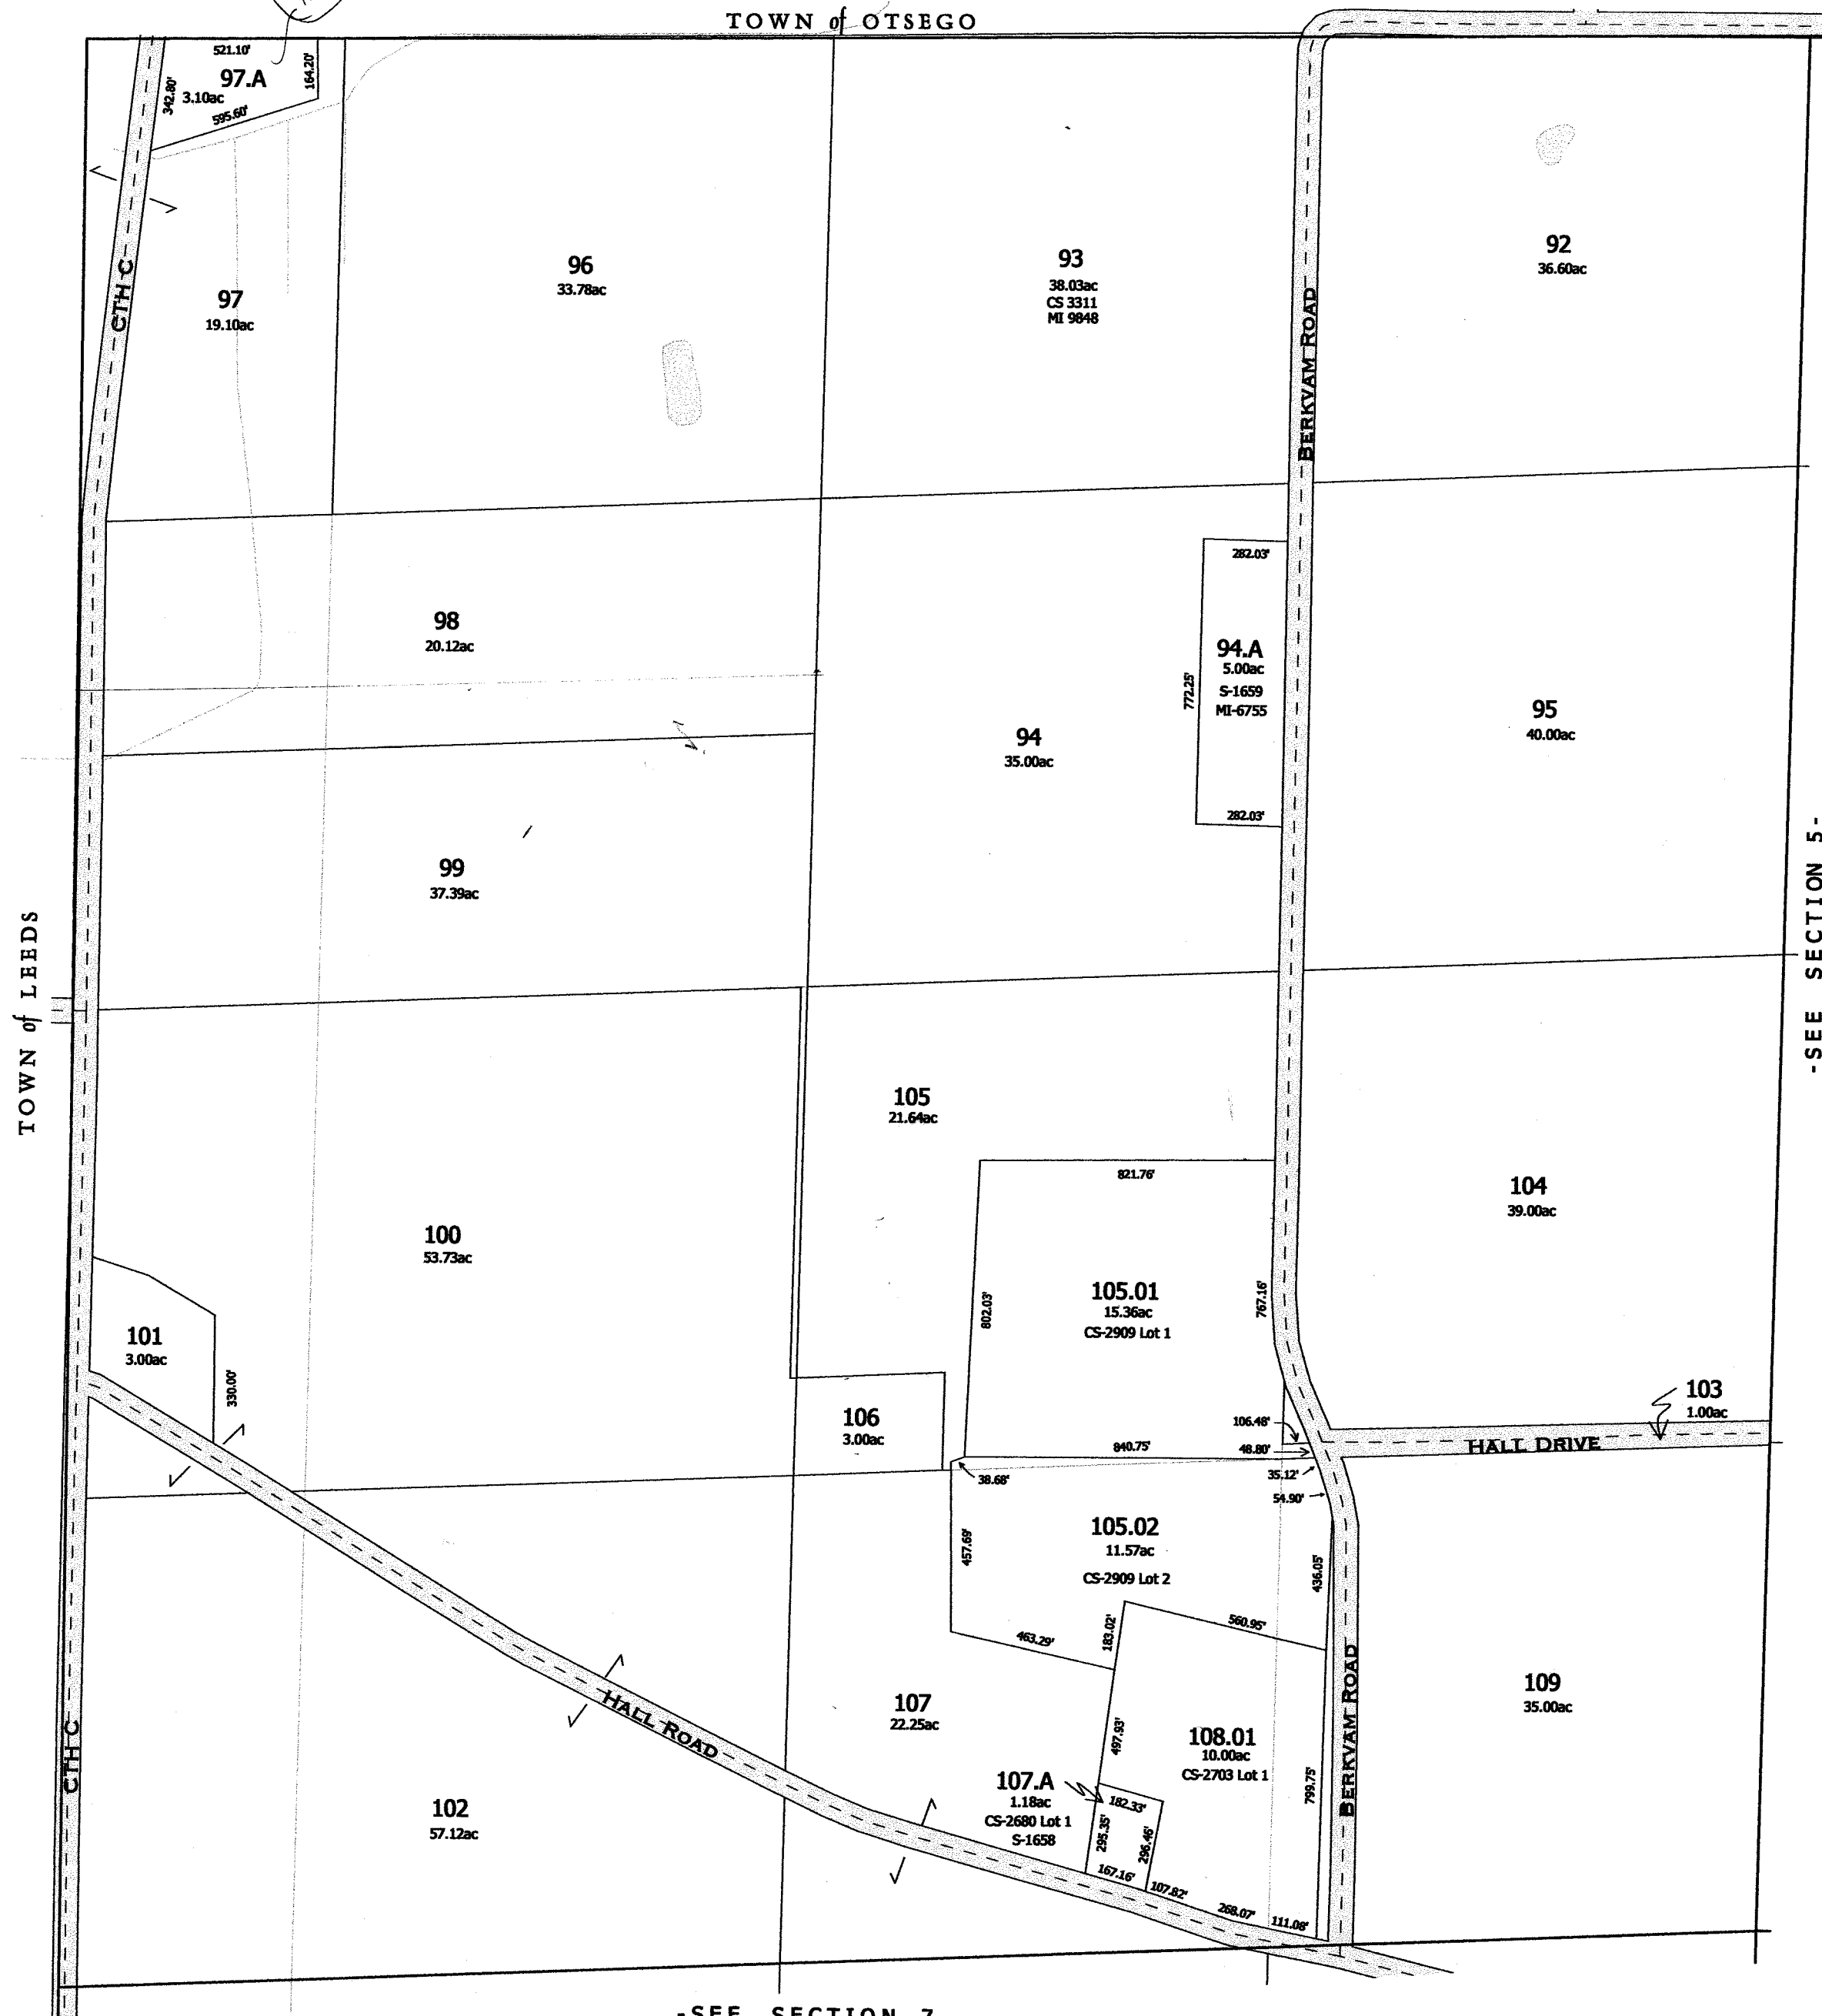 TOWN of OTSEGO
521.10'
97.A
3.10ac
342.80'
164.20'
595.60'
CTH C
97
19.10ac
96
33.78ac
93
38.03ac
CS 3311
MI 9848
BERKVAM ROAD
92
36.60ac
98
20.12ac
282.03'
94.A
5.00ac
S-1659
MI-6755
772.25'
282.03'
94
35.00ac
95
40.00ac
99
37.39ac
TOWN of LEEDS
-SEE SECTION 5-
105
21.64ac
821.76'
104
39.00ac
100
53.73ac
802.03'
105.01
15.36ac
CS-2909 Lot 1
767.16'
101
3.00ac
330.00'
106
3.00ac
103
1.00ac
106.48'
840.75'
48.80'
HALL DRIVE
38.68'
35.12'
54.90'
105.02
11.57ac
CS-2909 Lot 2
457.69'
436.05'
463.29'
183.02'
560.95'
HALL ROAD
107
22.25ac
497.93'
108.01
10.00ac
CS-2703 Lot 1
799.75'
BERKVAM ROAD
109
35.00ac
CTH C
102
57.12ac
107.A
1.18ac
CS-2680 Lot 1
S-1658
182.33'
295.35'
296.46'
167.16'
107.82'
268.07'
111.08'
-SEE SECTION 7